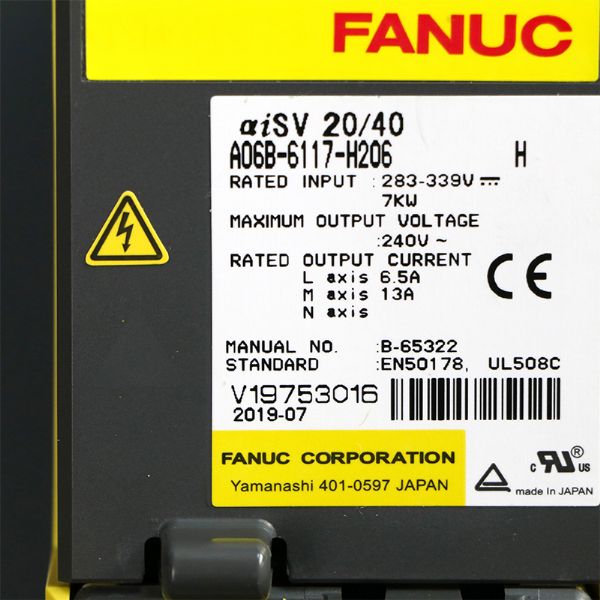 FANUC
αiSV 20/40
A06B-6117-H206 H
RATED INPUT : 283-339V
7KW
MAXIMUM OUTPUT VOLTAGE
:240V ~
RATED OUTPUT CURRENT
L axis 6.5A
M axis 13A
N axis
CE
MANUAL NO. :B-65322
STANDARD :EN50178, UL508C
V19753016
2019-07
FANUC CORPORATION
Yamanashi 401-0597 JAPAN
c RU ® US
made in JAPAN